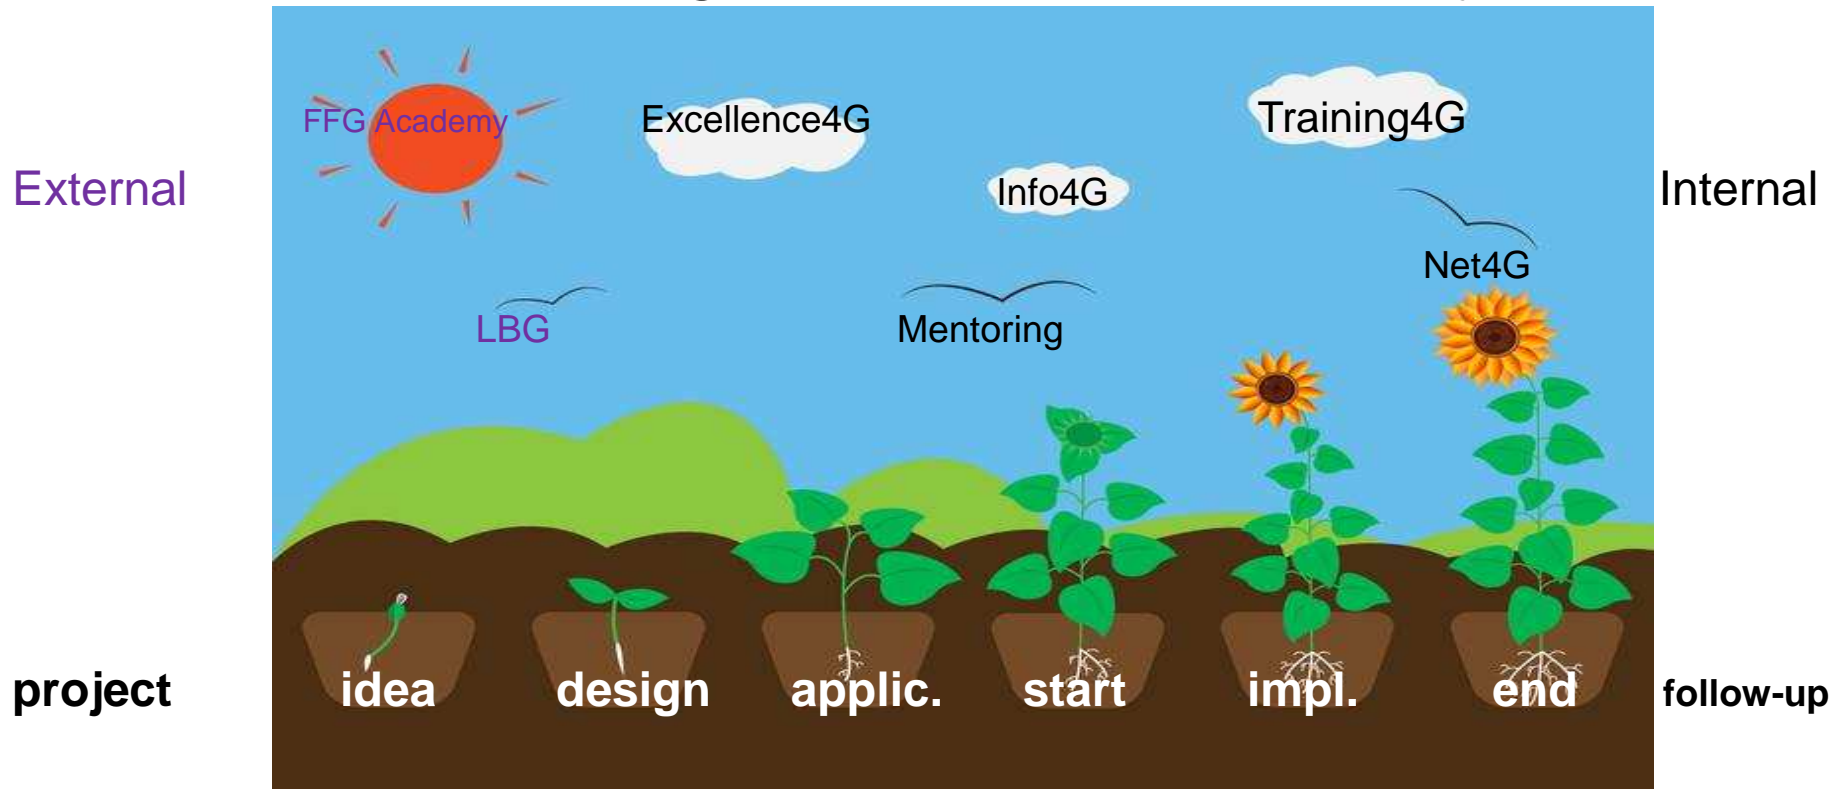 FFG Academy
Excellence4G
Training4G
External
Info4G
Internal
Net4G
LBG
Mentoring
project
idea
design
applic.
start
impl.
end
follow-up